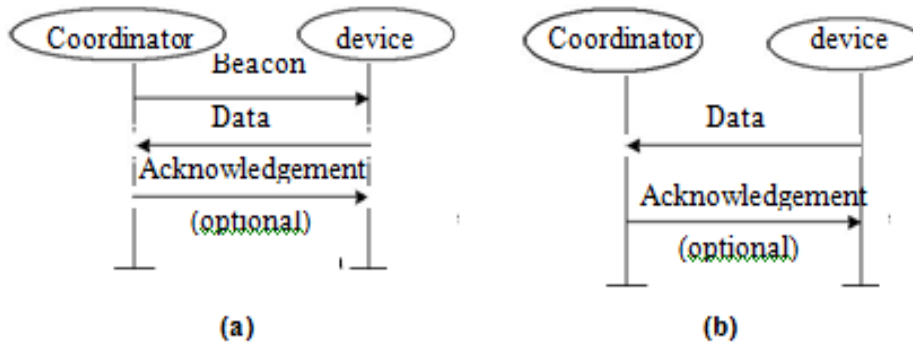 Coordinator
device
Beacon
Data
Acknowledgement
(optional)
(a)
Coordinator
device
Data
Acknowledgement
(optional)
(b)